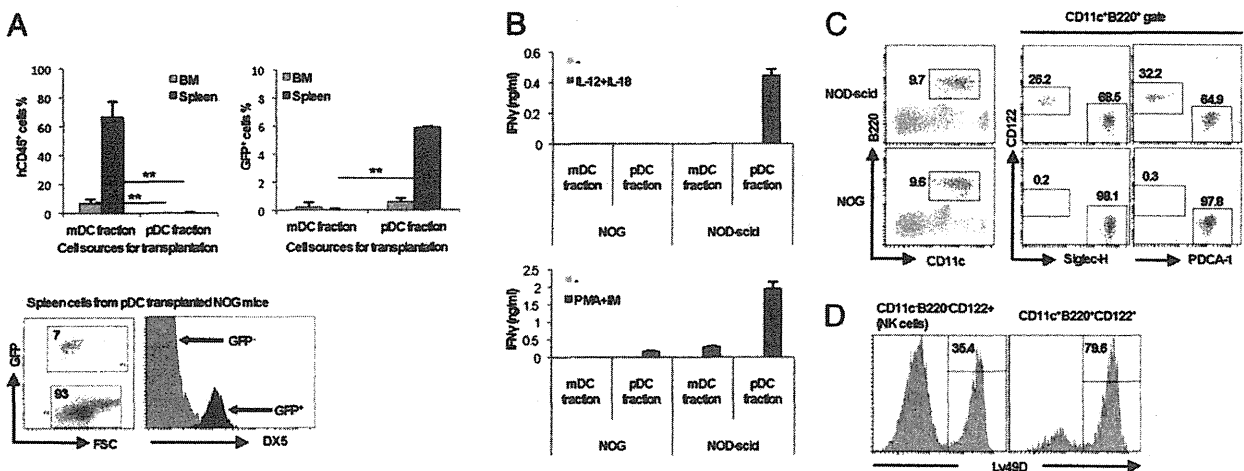 A
100
80
60
40
20
0
hCD45⁺ cells %
BM
Spleen
**
**
mDC fraction pDC fraction
Cell sources for transplantation
10
8
6
4
2
0
GFP⁺ cells %
BM
Spleen
**
mDC fraction pDC fraction
Cell sources for transplantation
Spleen cells from pDC transplanted NOG mice
7
93
GFP
FSC
GFP⁻
GFP⁺
DX5
B
0.6
0.4
0.2
0
IFNγ (ng/ml)
-
IL-12+IL-18
mDC fraction
pDC fraction
mDC fraction
pDC fraction
NOG
NOD-scid
2.5
2
1.5
1
0.5
0
IFNγ (ng/ml)
-
PMA+IM
mDC fraction
pDC fraction
mDC fraction
pDC fraction
NOG
NOD-scid
C
CD11c⁺B220⁺ gate
NOD-scid
9.7
26.2
68.5
32.2
64.9
NOG
9.6
0.2
98.1
0.3
97.8
B220
CD122
CD11c
Siglec-H
PDCA-1
D
CD11c⁻B220⁻CD122+
(NK cells)
CD11c⁺B220⁺CD122⁺
35.4
79.6
Ly49D